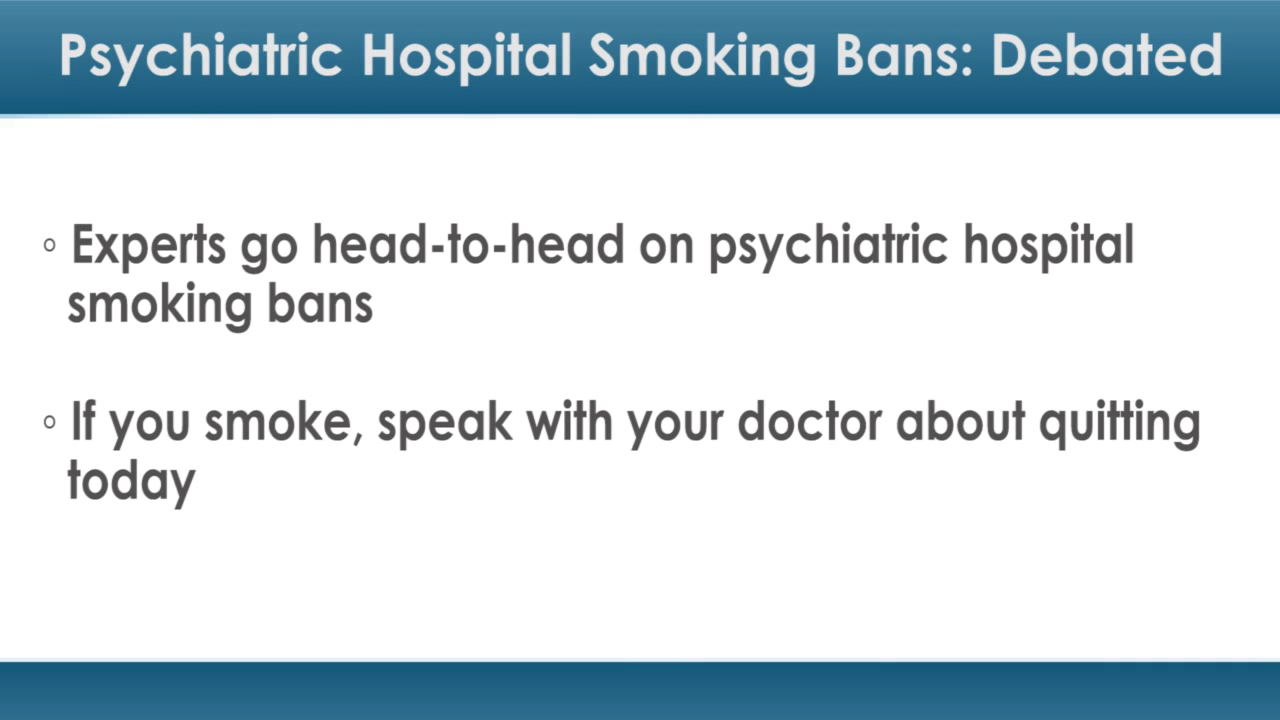 Psychiatric Hospital Smoking Bans: Debated
◦ Experts go head-to-head on psychiatric hospital
smoking bans
◦ If you smoke, speak with your doctor about quitting
today